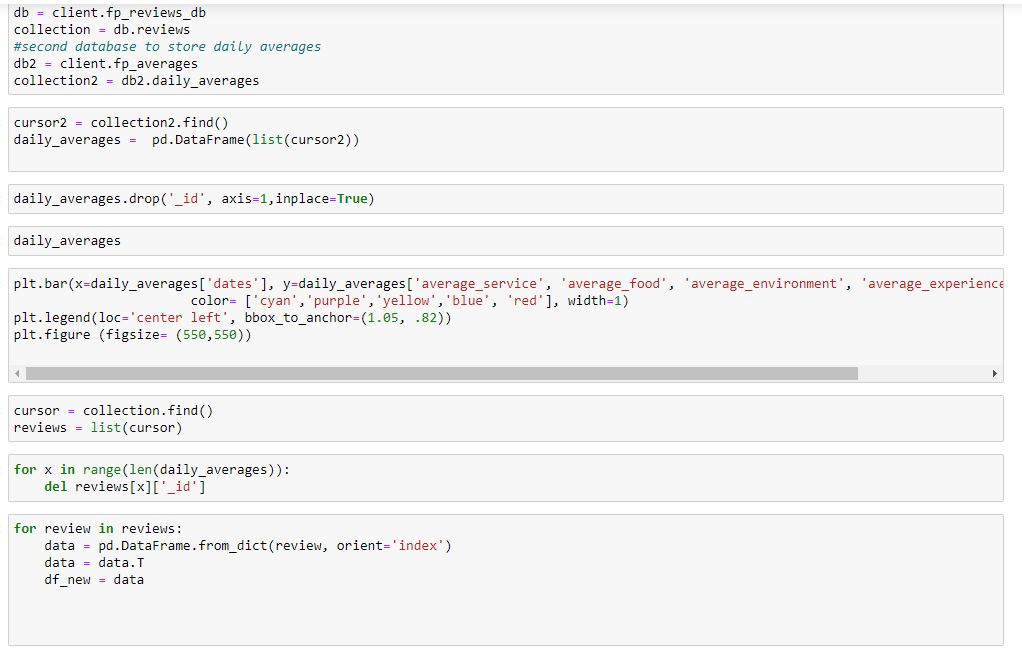 db = client.fp_reviews_db
collection = db.reviews
#second database to store daily averages
db2 = client.fp_averages
collection2 = db2.daily_averages
cursor2 = collection2.find()
daily_averages =  pd.DataFrame(list(cursor2))
daily_averages.drop('_id', axis=1,inplace=True)
daily_averages
plt.bar(x=daily_averages['dates'], y=daily_averages['average_service', 'average_food', 'average_environment', 'average_experience
                       color= ['cyan','purple','yellow','blue', 'red'], width=1)
plt.legend(loc='center left', bbox_to_anchor=(1.05, .82))
plt.figure (figsize= (550,550))
cursor = collection.find()
reviews = list(cursor)
for x in range(len(daily_averages)):
    del reviews[x]['_id']
for review in reviews:
    data = pd.DataFrame.from_dict(review, orient='index')
    data = data.T
    df_new = data